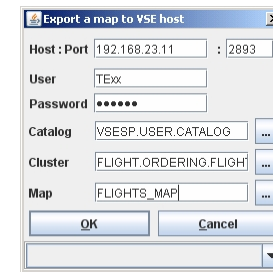 Export a map to VSE host
Host : Port 192.168.23.11 : 2893
User TExx
Password ●●●●●●
Catalog VSESP.USER.CATALOG ...
Cluster FLIGHT.ORDERING.FLIGHT ...
Map FLIGHTS_MAP ...
OK Cancel